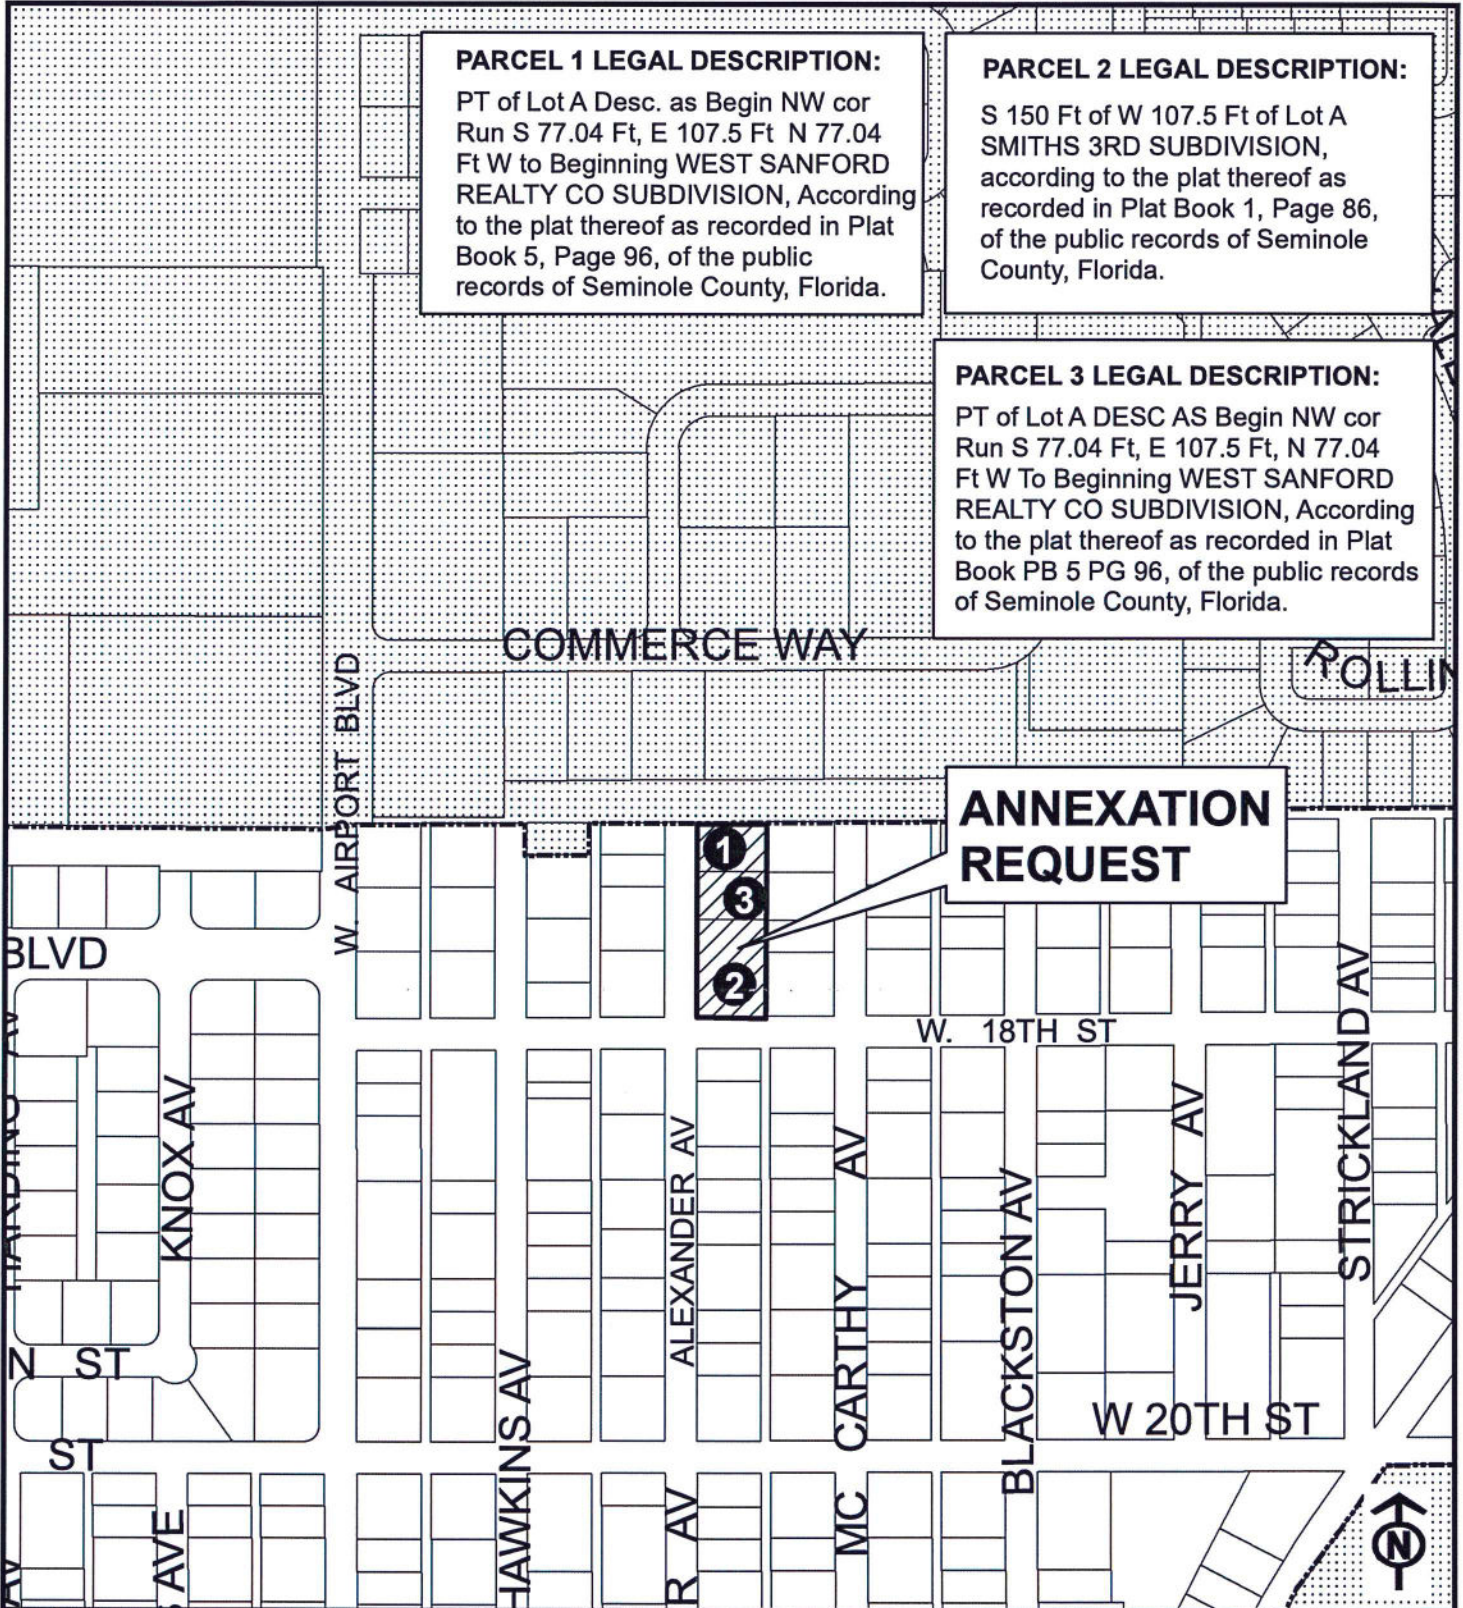 PARCEL 1 LEGAL DESCRIPTION:
PT of Lot A Desc. as Begin NW cor
Run S 77.04 Ft, E 107.5 Ft N 77.04
Ft W to Beginning WEST SANFORD
REALTY CO SUBDIVISION, According
to the plat thereof as recorded in Plat
Book 5, Page 96, of the public
records of Seminole County, Florida.
PARCEL 2 LEGAL DESCRIPTION:
S 150 Ft of W 107.5 Ft of Lot A
SMITHS 3RD SUBDIVISION,
according to the plat thereof as
recorded in Plat Book 1, Page 86,
of the public records of Seminole
County, Florida.
PARCEL 3 LEGAL DESCRIPTION:
PT of Lot A DESC AS Begin NW cor
Run S 77.04 Ft, E 107.5 Ft, N 77.04
Ft W To Beginning WEST SANFORD
REALTY CO SUBDIVISION, According
to the plat thereof as recorded in Plat
Book PB 5 PG 96, of the public records
of Seminole County, Florida.
COMMERCE WAY
ROLLIN
W. AIRPORT BLVD
ANNEXATION
REQUEST
1
3
2
BLVD
W. 18TH ST
HARDING AV
KNOX AV
ALEXANDER AV
MC CARTHY AV
BLACKSTON AV
JERRY AV
STRICKLAND AV
HAWKINS AV
N ST
W 20TH ST
ST
AVE
R AV
AV
N